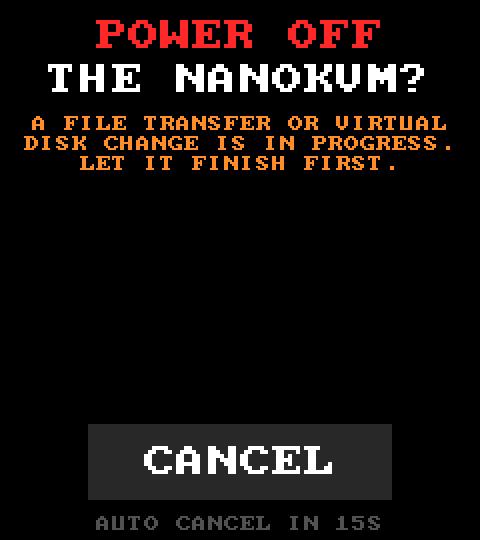 POWER OFF
THE NANOKVM?
A FILE TRANSFER OR VIRTUAL
DISK CHANGE IS IN PROGRESS.
LET IT FINISH FIRST.
CANCEL
AUTO CANCEL IN 15S